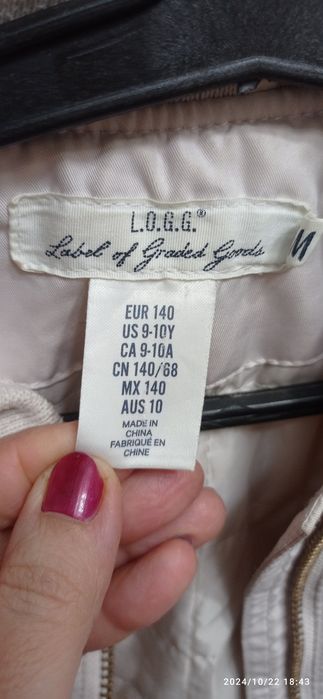 L.O.G.G.®
Label of Graded Goods
EUR 140
US 9-10Y
CA 9-10A
CN 140/68
MX 140
AUS 10
MADE IN
CHINA
FABRIQUÉ EN
CHINE
2024/10/22 18:43